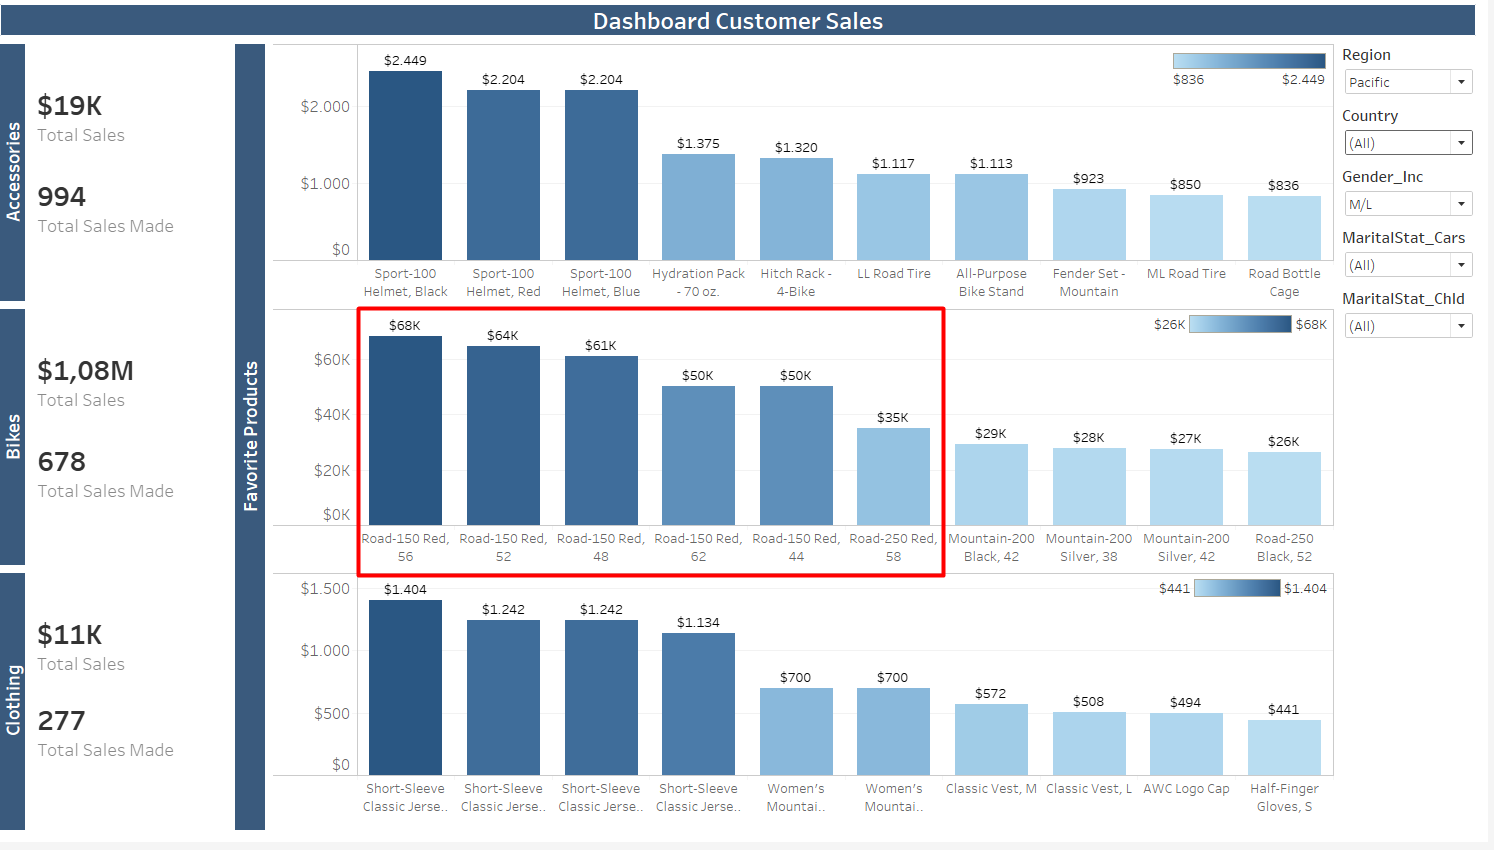 Dashboard Customer Sales
Accessories
$19K
Total Sales
994
Total Sales Made
Bikes
$1,08M
Total Sales
678
Total Sales Made
Clothing
$11K
Total Sales
277
Total Sales Made
Favorite Products
$2.000
$1.000
$0
$2.449
$2.204
$2.204
$1.375
$1.320
$1.117
$1.113
$923
$850
$836
$836
$2.449
Sport-100
Helmet, Black
Sport-100
Helmet, Red
Sport-100
Helmet, Blue
Hydration Pack
- 70 oz.
Hitch Rack -
4-Bike
LL Road Tire
All-Purpose
Bike Stand
Fender Set -
Mountain
ML Road Tire
Road Bottle
Cage
$60K
$40K
$20K
$0K
$68K
$64K
$61K
$50K
$50K
$35K
$29K
$28K
$27K
$26K
$26K
$68K
Road-150 Red,
56
Road-150 Red,
52
Road-150 Red,
48
Road-150 Red,
62
Road-150 Red,
44
Road-250 Red,
58
Mountain-200
Black, 42
Mountain-200
Silver, 38
Mountain-200
Silver, 42
Road-250
Black, 52
$1.500
$1.000
$500
$0
$1.404
$1.242
$1.242
$1.134
$700
$700
$572
$508
$494
$441
$441
$1.404
Short-Sleeve
Classic Jerse..
Short-Sleeve
Classic Jerse..
Short-Sleeve
Classic Jerse..
Short-Sleeve
Classic Jerse..
Women's
Mountai..
Women's
Mountai..
Classic Vest, M
Classic Vest, L
AWC Logo Cap
Half-Finger
Gloves, S
Region
Pacific
Country
(All)
Gender_Inc
M/L
MaritalStat_Cars
(All)
MaritalStat_Chld
(All)